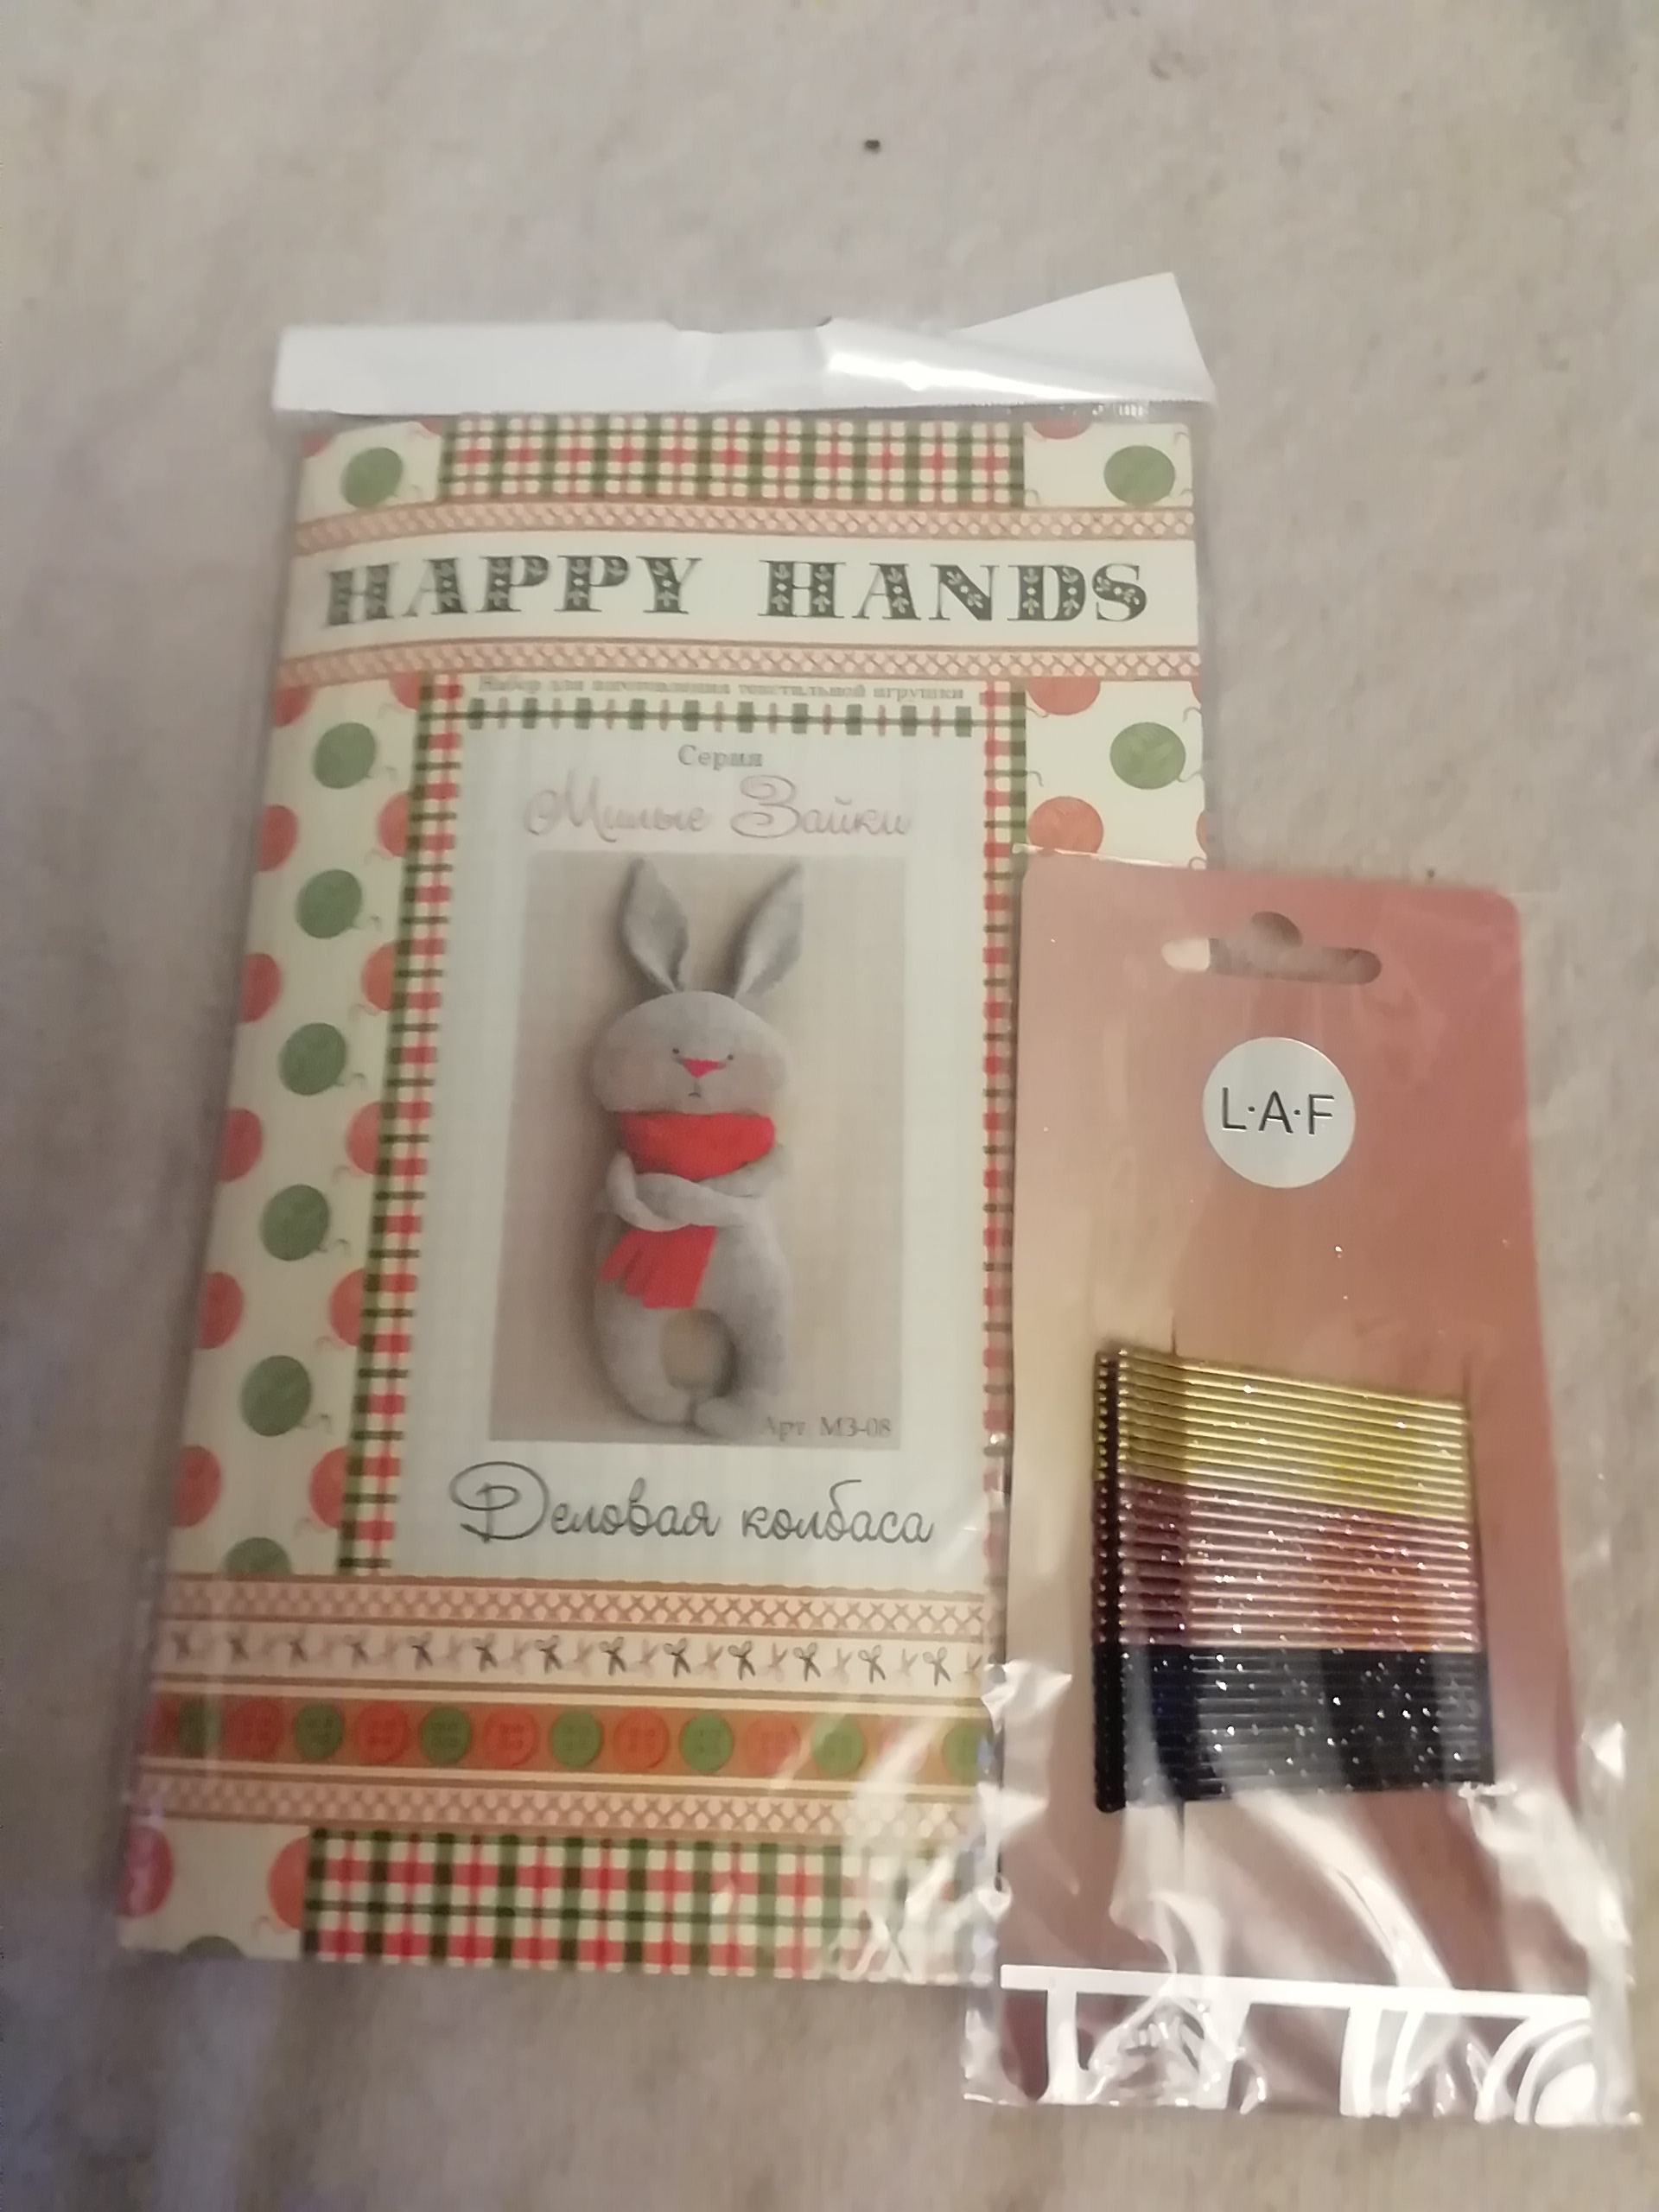 HAPPY HANDS
Набор для изготовления текстильной игрушки
Серия
Милые Зайки
Арт. МЗ-08
Деловая колбаса
L·A·F